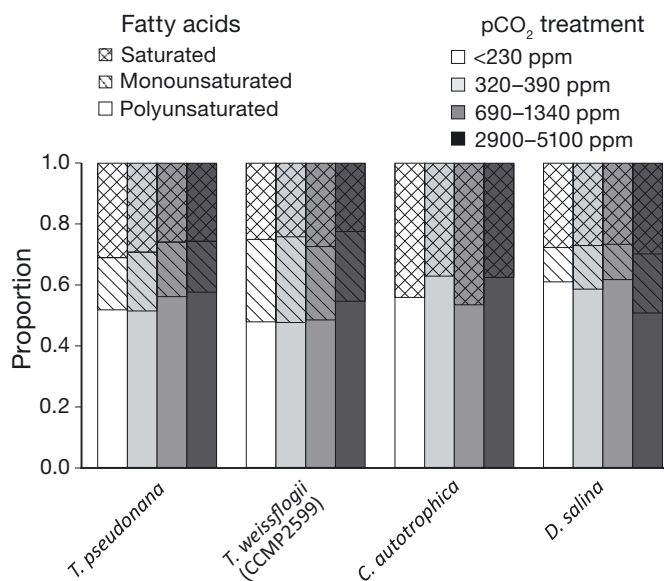 Fatty acids
Saturated
Monounsaturated
Polyunsaturated
pCO₂ treatment
<230 ppm
320–390 ppm
690–1340 ppm
2900–5100 ppm
Proportion
1.0
0.8
0.6
0.4
0.2
0.0
T. pseudonana
T. weissflogii
(CCMP2599)
C. autotrophica
D. salina